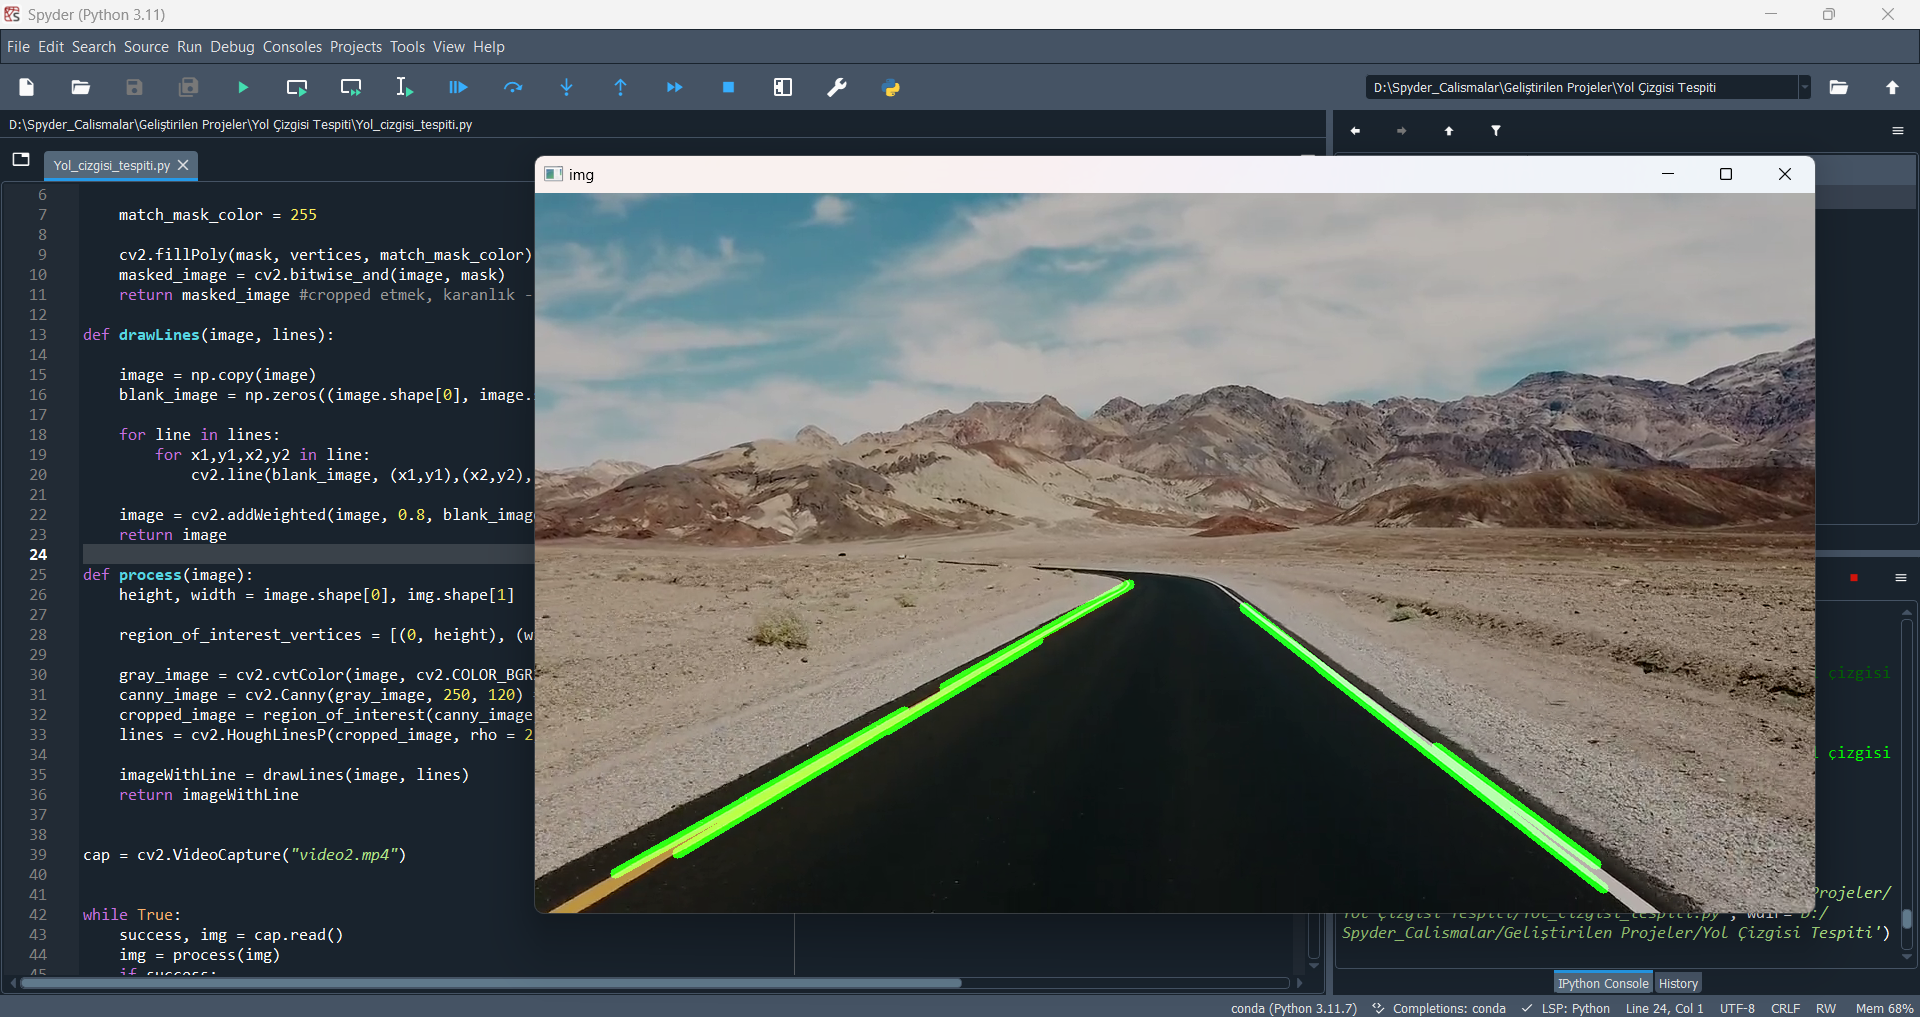 Spyder (Python 3.11)
File Edit Search Source Run Debug Consoles Projects Tools View Help
D:\Spyder_Calismalar\Geliştirilen Projeler\Yol Çizgisi Tespiti
D:\Spyder_Calismalar\Geliştirilen Projeler\Yol Çizgisi Tespiti\Yol_cizgisi_tespiti.py
Yol_cizgisi_tespiti.py
img
6
7 match_mask_color = 255
8
9 cv2.fillPoly(mask, vertices, match_mask_color)
10 masked_image = cv2.bitwise_and(image, mask)
11 return masked_image #cropped etmek, karanlık -
12
13 def drawLines(image, lines):
14
15 image = np.copy(image)
16 blank_image = np.zeros((image.shape[0], image.
17
18 for line in lines:
19 for x1,y1,x2,y2 in line:
20 cv2.line(blank_image, (x1,y1),(x2,y2),
21
22 image = cv2.addWeighted(image, 0.8, blank_imag
23 return image
24
25 def process(image):
26 height, width = image.shape[0], img.shape[1]
27
28 region_of_interest_vertices = [(0, height), (w
29
30 gray_image = cv2.cvtColor(image, cv2.COLOR_BGR
31 canny_image = cv2.Canny(gray_image, 250, 120)
32 cropped_image = region_of_interest(canny_image
33 lines = cv2.HoughLinesP(cropped_image, rho = 2
34
35 imageWithLine = drawLines(image, lines)
36 return imageWithLine
37
38
39 cap = cv2.VideoCapture("video2.mp4")
40
41
42 while True:
43 success, img = cap.read()
44 img = process(img)
45 if success:
çizgisi
çizgisi
Projeler/
Yol Çizgisi Tespiti/Yol_cizgisi_tespiti.py', wdir='D:/
Spyder_Calismalar/Geliştirilen Projeler/Yol Çizgisi Tespiti')
IPython Console History
conda (Python 3.11.7) Completions: conda LSP: Python Line 24, Col 1 UTF-8 CRLF RW Mem 68%